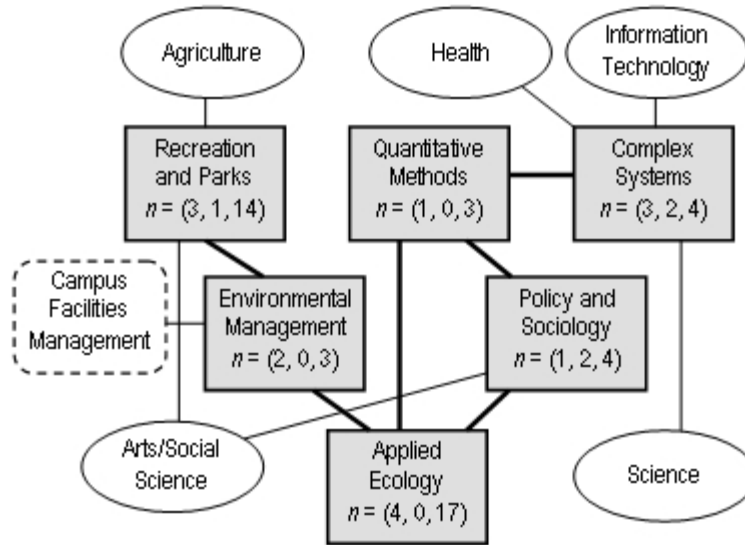 Agriculture
Health
Information
Technology
Recreation
and Parks
n = (3, 1, 14)
Quantitative
Methods
n = (1, 0, 3)
Complex
Systems
n = (3, 2, 4)
Campus
Facilities
Management
Environmental
Management
n = (2, 0, 3)
Policy and
Sociology
n = (1, 2, 4)
Arts/Social
Science
Applied
Ecology
n = (4, 0, 17)
Science